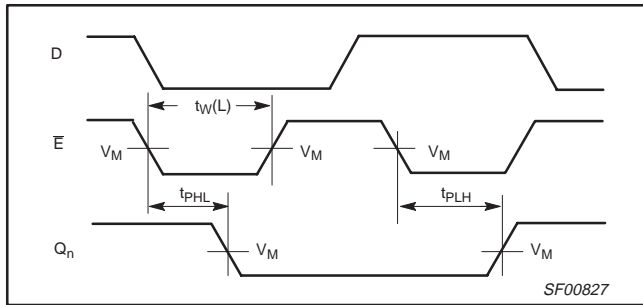 D
tW(L)
E̅
VM VM VM
tPHL tPLH
Qn
VM VM
SF00827